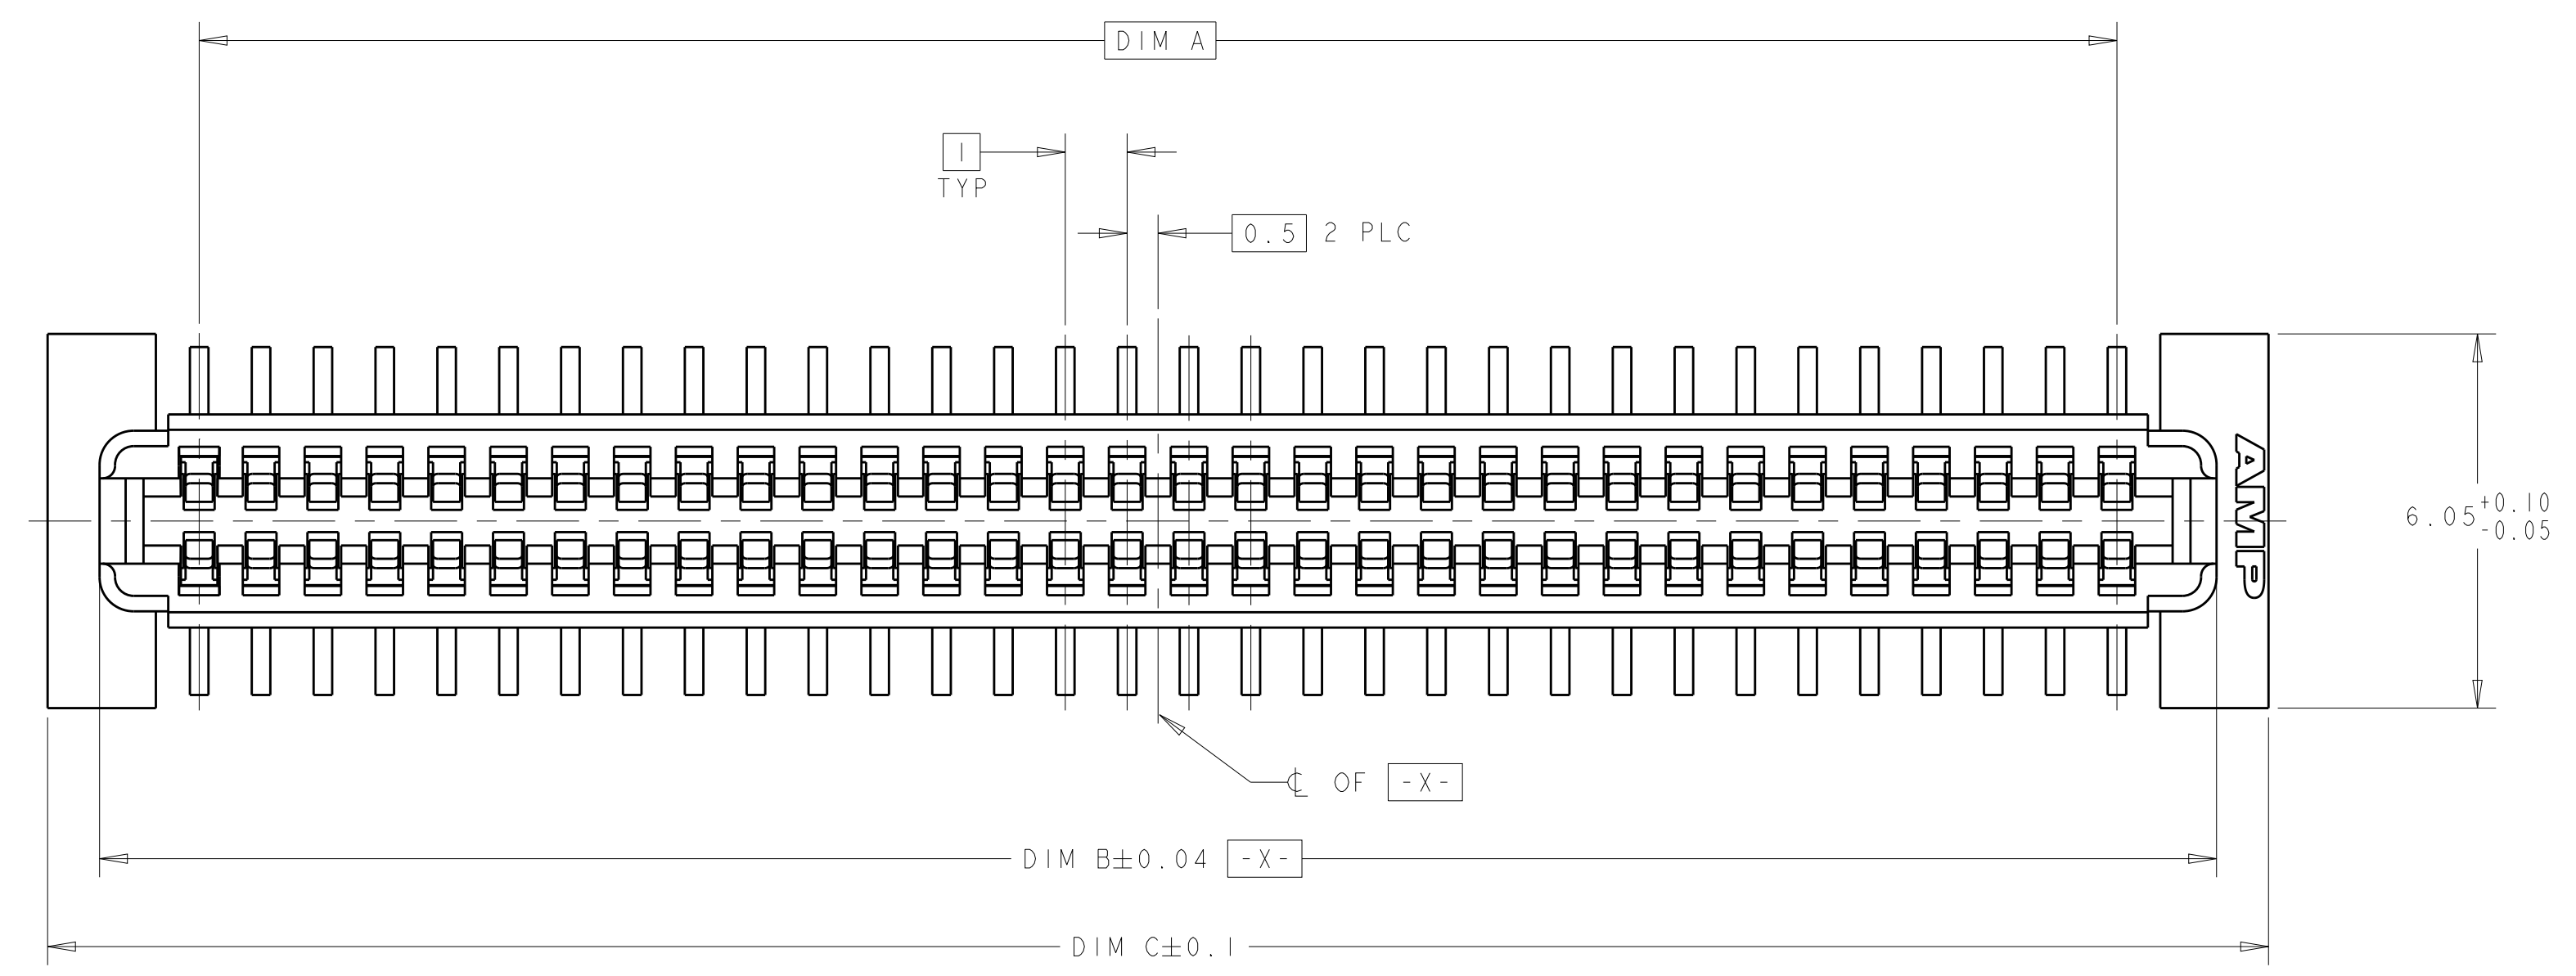 DIM A
1
TYP
0.5 2 PLC
AMP
6.05 +0.10
-0.05
℄ OF -X-
DIM B±0.04 -X-
DIM C±0.1